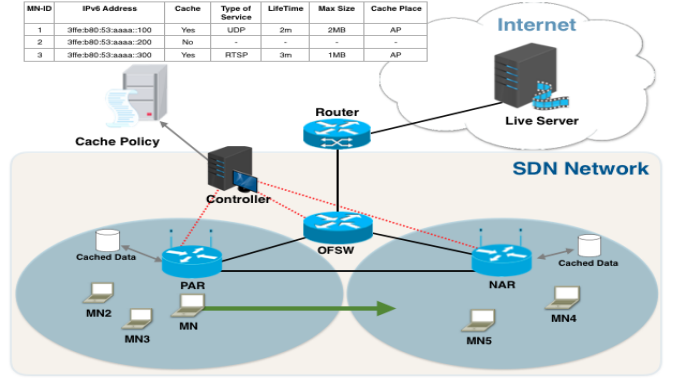 MN-ID IPv6 Address Cache Type of Service LifeTime Max Size Cache Place
1 3ffe:b80:53:aaaa::100 Yes UDP 2m 2MB AP
2 3ffe:b80:53:aaaa::200 No - - - -
3 3ffe:b80:53:aaaa::300 Yes RTSP 3m 1MB AP
Internet
Router
Live Server
Cache Policy
SDN Network
Controller
OFSW
Cached Data
Cached Data
PAR
NAR
MN2
MN3
MN
MN4
MN5